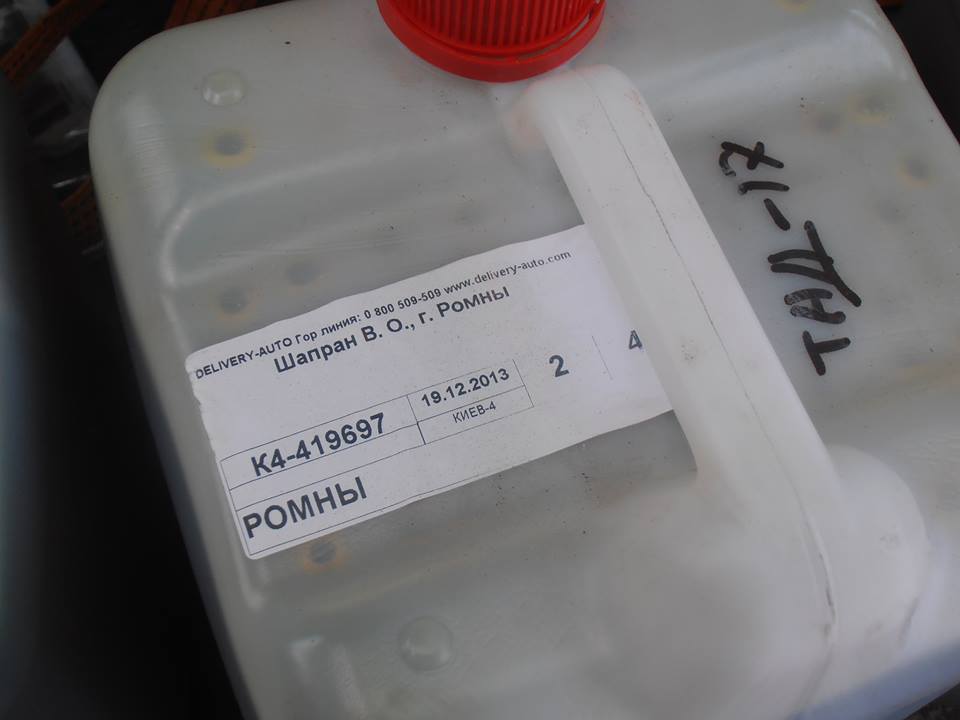 DELIVERY-AUTO Гор линия: 0 800 509-509 www.delivery-auto.com
Шапран В. О., г. Ромны
К4-419697
19.12.2013
КИЕВ-4
2
4
РОМНЫ
ТАД-17